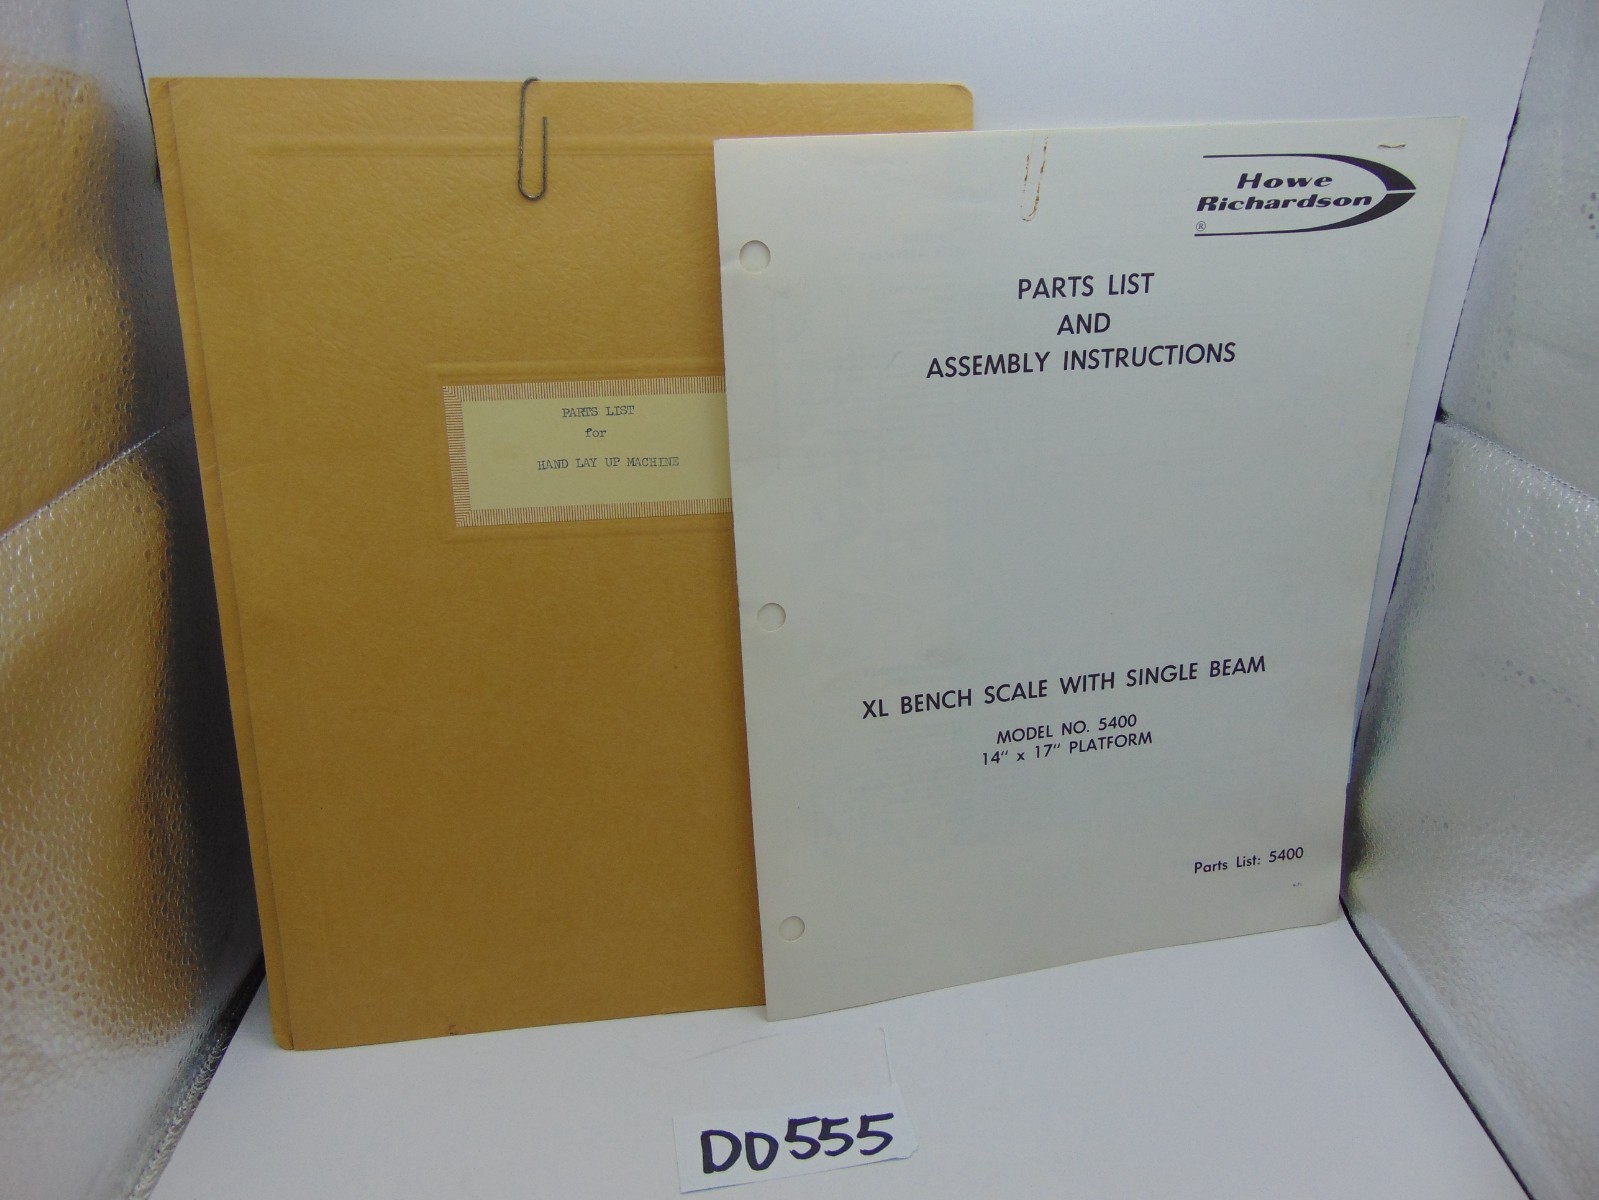 PARTS LIST
for
HAND LAY UP MACHINE
Howe
Richardson
®
PARTS LIST
AND
ASSEMBLY INSTRUCTIONS
XL BENCH SCALE WITH SINGLE BEAM
MODEL NO. 5400
14" x 17" PLATFORM
Parts List: 5400
DD555